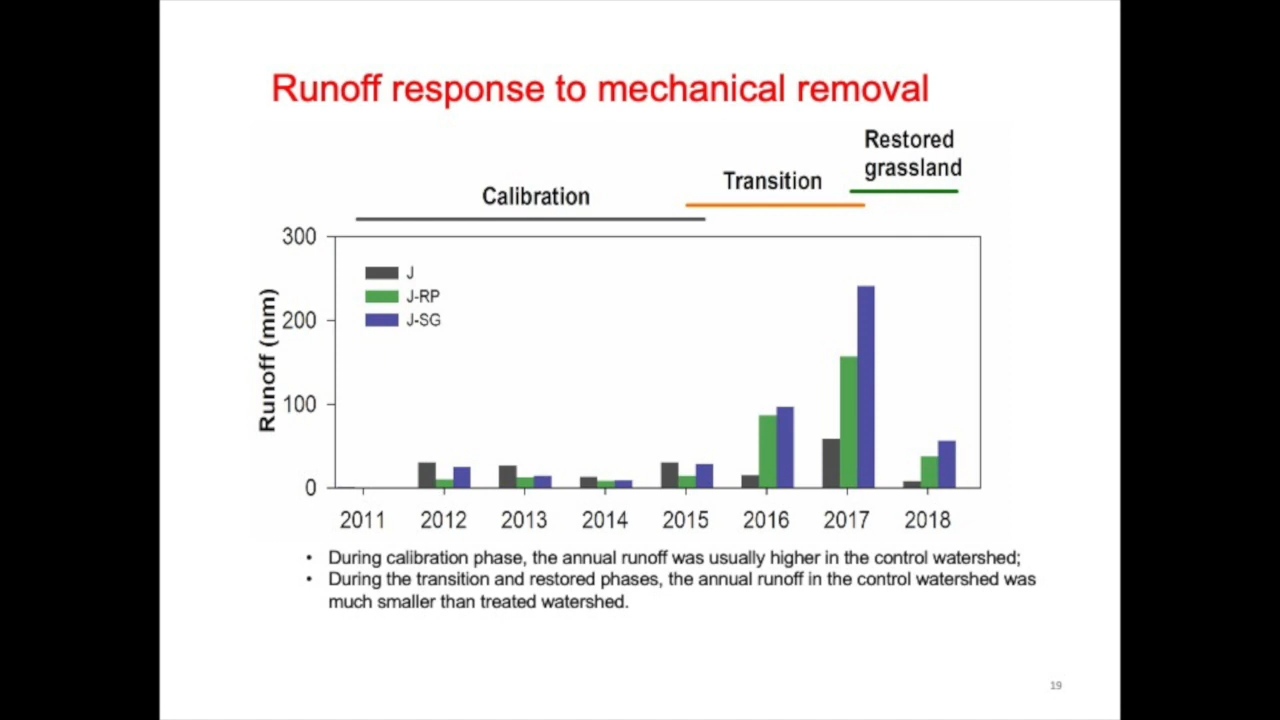 Runoff response to mechanical removal
Restored
grassland
Transition
Calibration
300
200
100
0
Runoff (mm)
J
J-RP
J-SG
2011 2012 2013 2014 2015 2016 2017 2018
• During calibration phase, the annual runoff was usually higher in the control watershed;
• During the transition and restored phases, the annual runoff in the control watershed was
much smaller than treated watershed.
19